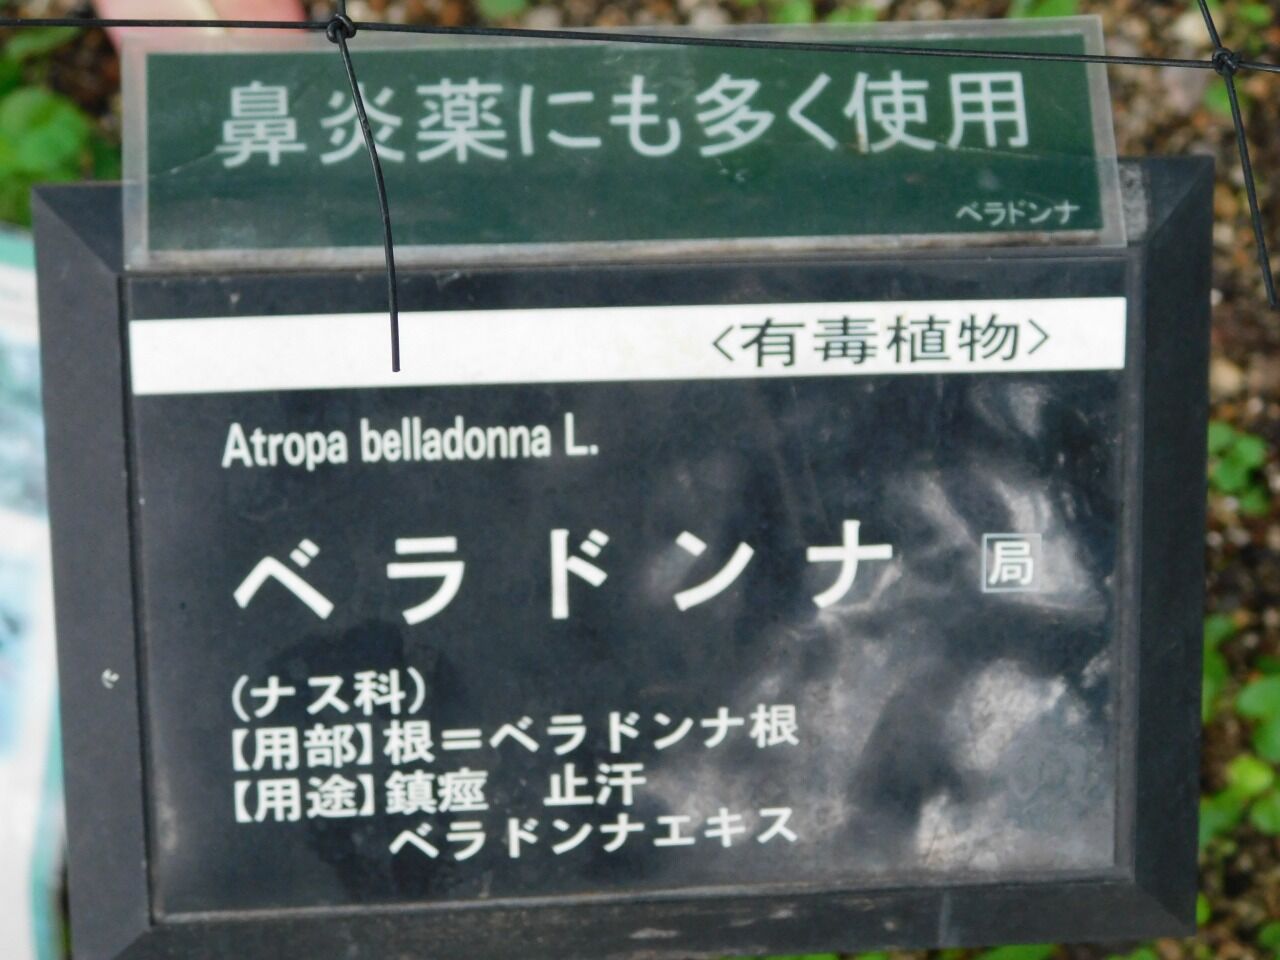 鼻炎薬にも多く使用
ベラドンナ
<有毒植物>
Atropa belladonna L.
ベラドンナ 局
(ナス科)
【用部】根＝ベラドンナ根
【用途】鎮痙　止汗
ベラドンナエキス